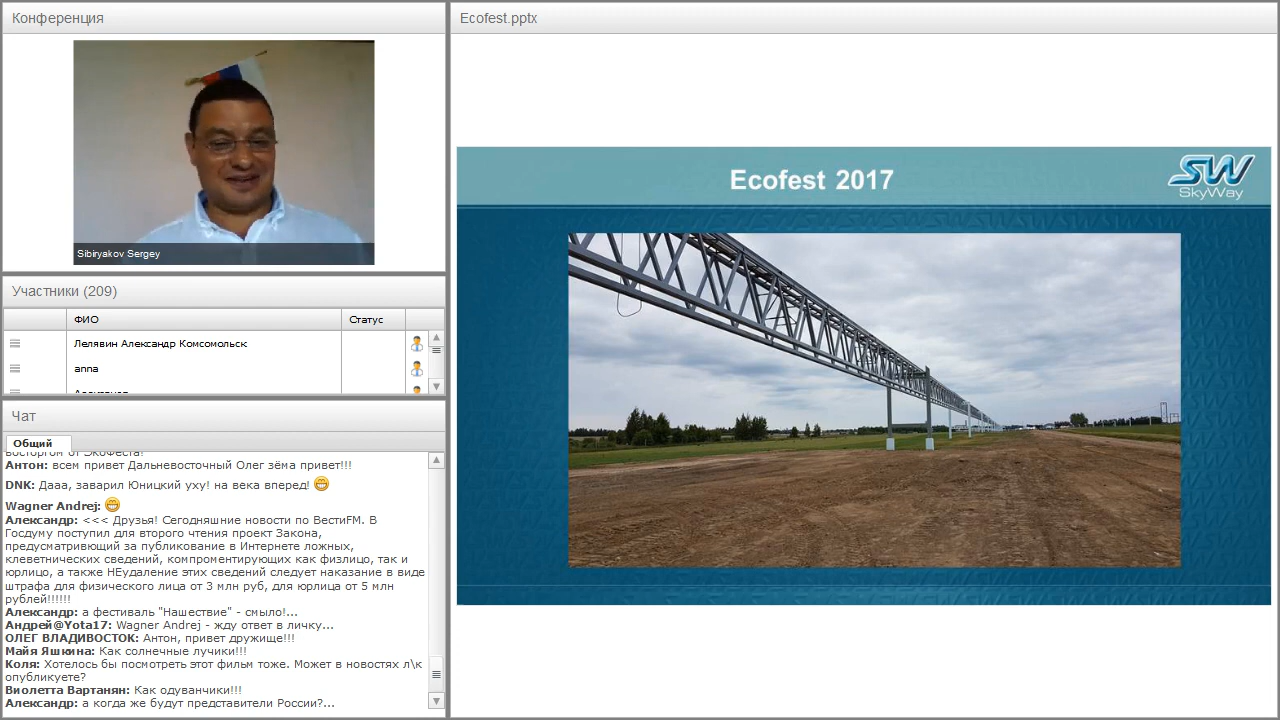 Конференция
Sibiryakov Sergey
Участники (209)
ФИО
Статус
Лелявин Александр Комсомольск
anna
Чат
Общий
восторгом от Экофеста!
Антон: всем привет Дальневосточный Олег зёма привет!!!
DNK: Дааа, заварил Юницкий уху! на века вперед!
Wagner Andrej:
Александр: <<< Друзья! Сегодняшние новости по ВестиFM. В
Госдуму поступил для второго чтения проект Закона,
предусматривющий за публикование в Интернете ложных,
клеветнических сведений, компроментирующих как физлицо, так и
юрлицо, а также НЕудаление этих сведений следует наказание в виде
штрафа для физического лица от 3 млн руб, для юрлица от 5 млн
рублей!!!!!!
Александр: а фестиваль "Нашествие" - смыло!...
Андрей@Yota17: Wagner Andrej - жду ответ в личку...
ОЛЕГ ВЛАДИВОСТОК: Антон, привет дружище!!!
Майя Яшкина: Как солнечные лучики!!!
Коля: Хотелось бы посмотреть этот фильм тоже. Может в новостях л\к
опубликуете?
Виолетта Вартанян: Как одуванчики!!!
Александр: а когда же будут представители России?...
Ecofest.pptx
Ecofest 2017
SW
SkyWay